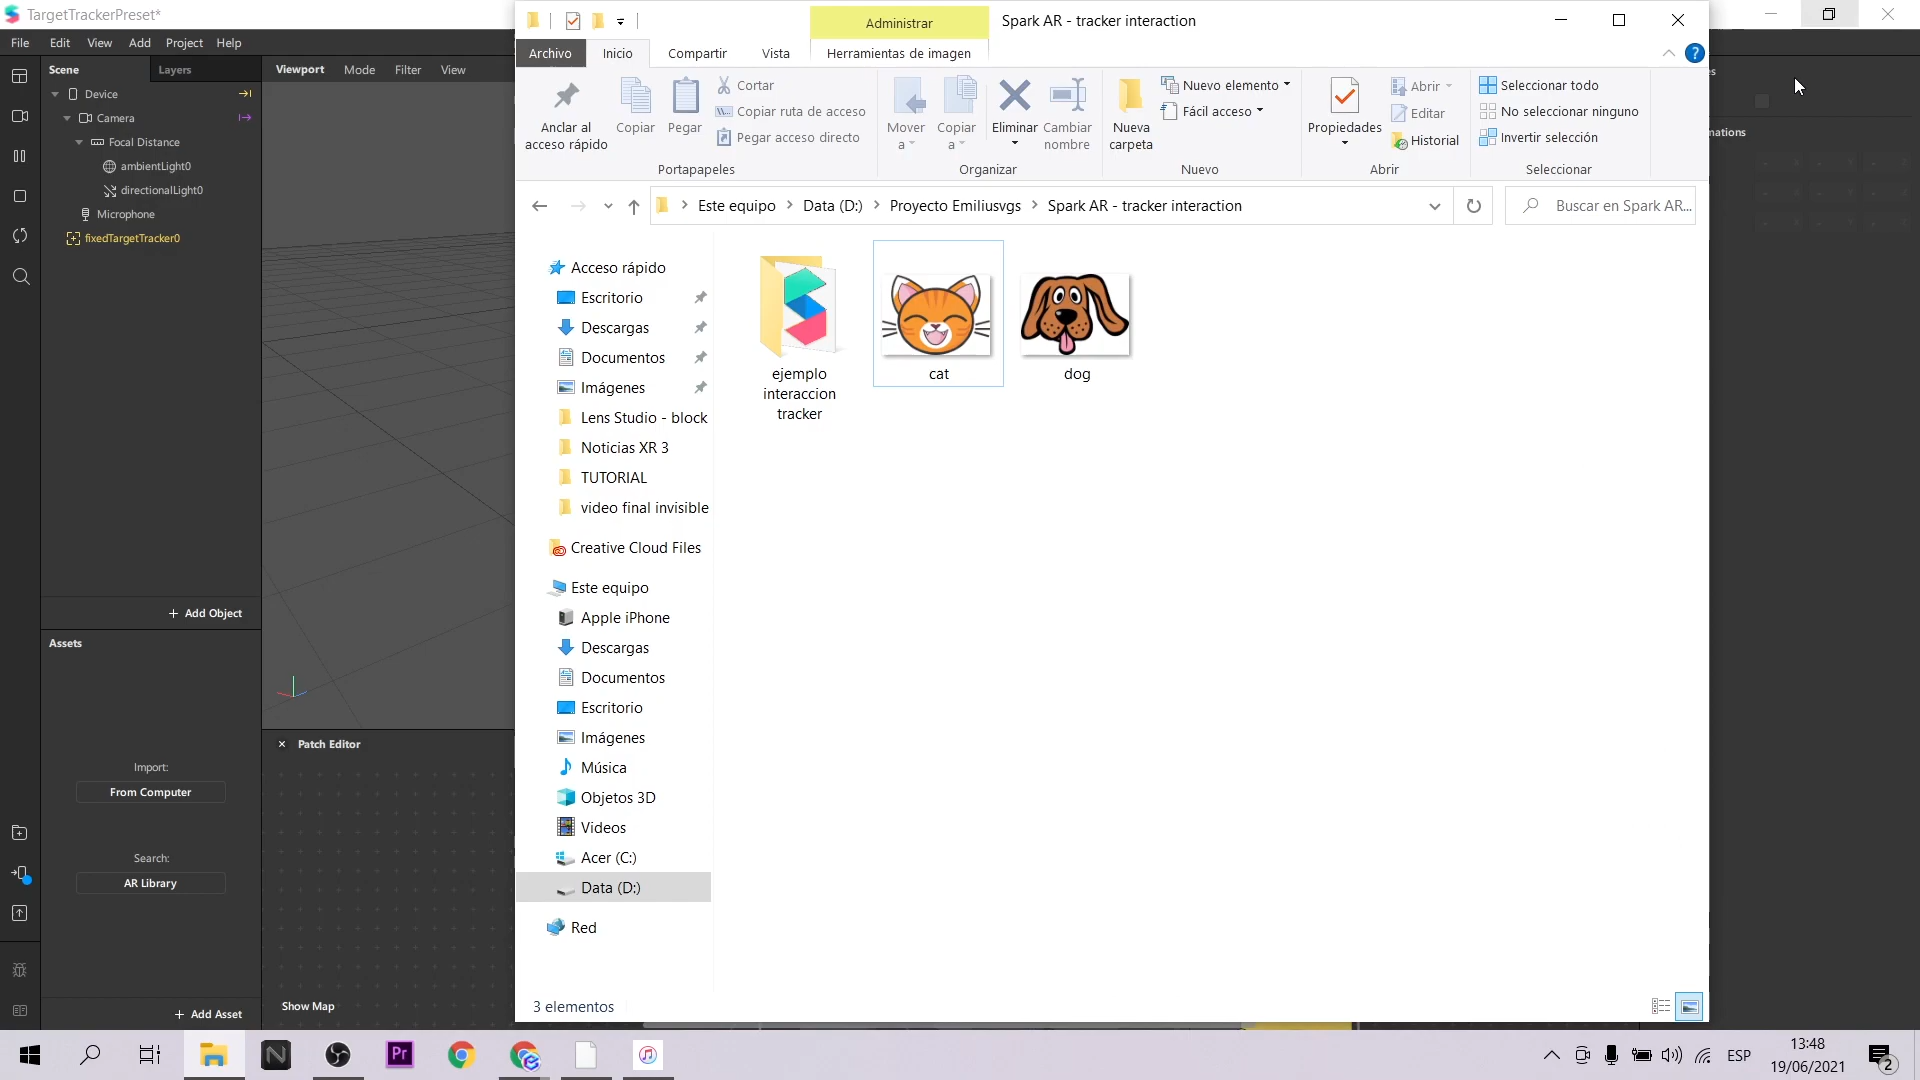 TargetTrackerPreset*
File Edit View Add Project Help
Scene Layers
Device
Camera
Focal Distance
ambientLight0
directionalLight0
Microphone
fixedTargetTracker0
+ Add Object
Assets
Import:
From Computer
Search:
AR Library
+ Add Asset
Viewport Mode Filter View
Patch Editor
Show Map
Administrar
Spark AR - tracker interaction
Archivo Inicio Compartir Vista Herramientas de imagen
Anclar al
acceso rápido
Copiar
Pegar
Cortar
Copiar ruta de acceso
Pegar acceso directo
Portapapeles
Mover
a
Copiar
a
Eliminar
Cambiar
nombre
Organizar
Nueva
carpeta
Nuevo elemento
Fácil acceso
Nuevo
Propiedades
Abrir
Editar
Historial
Abrir
Seleccionar todo
No seleccionar ninguno
Invertir selección
Seleccionar
Este equipo > Data (D:) > Proyecto Emiliusvgs > Spark AR - tracker interaction
Buscar en Spark AR...
Acceso rápido
Escritorio
Descargas
Documentos
Imágenes
Lens Studio - block
Noticias XR 3
TUTORIAL
video final invisible
Creative Cloud Files
Este equipo
Apple iPhone
Descargas
Documentos
Escritorio
Imágenes
Música
Objetos 3D
Videos
Acer (C:)
Data (D:)
Red
ejemplo
interaccion
tracker
cat
dog
3 elementos
mations
Pr
ESP
13:48
19/06/2021
2